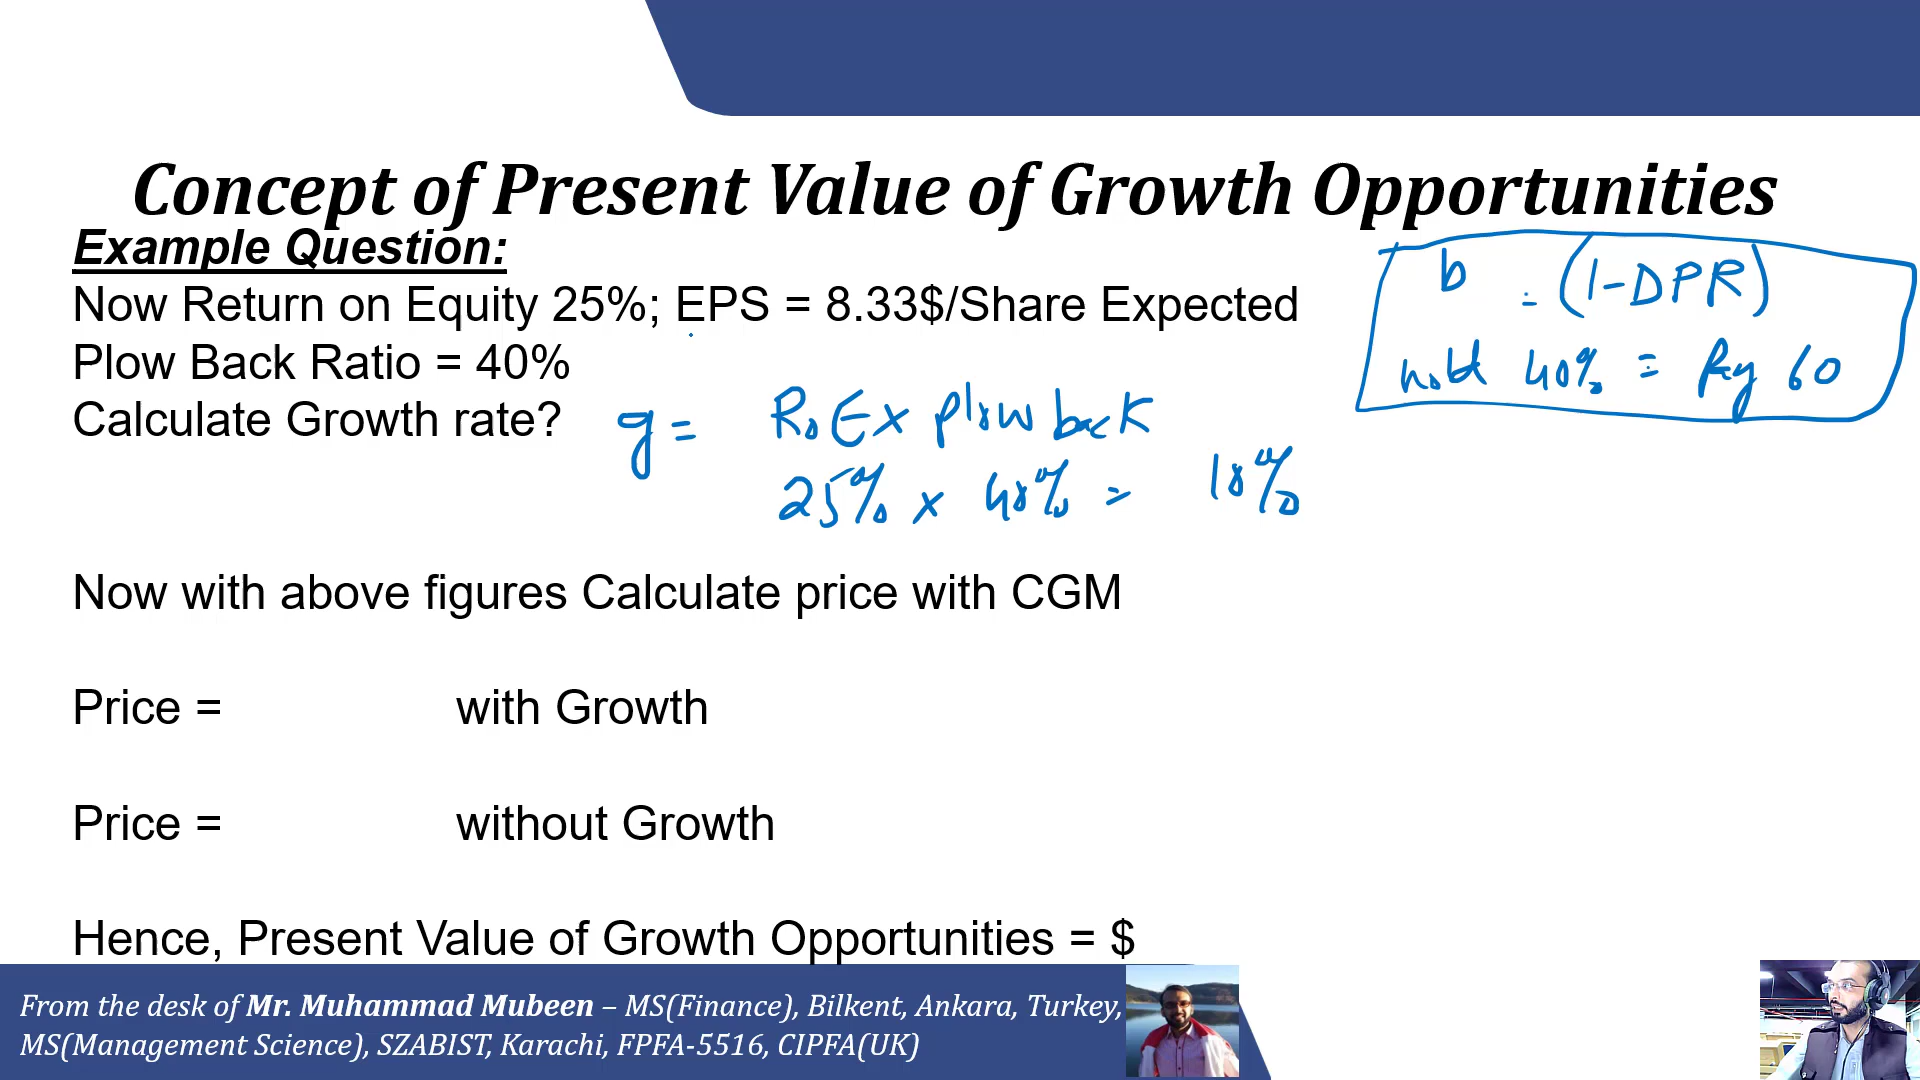 Concept of Present Value of Growth Opportunities
Example Question:
b = (1-DPR)
Now Return on Equity 25%; EPS = 8.33$/Share Expected
hold 40% = Pay 60
Plow Back Ratio = 40%
Calculate Growth rate?
g = ROE x plow back
25% x 40% = 10%
Now with above figures Calculate price with CGM
Price = with Growth
Price = without Growth
Hence, Present Value of Growth Opportunities = $
From the desk of Mr. Muhammad Mubeen – MS(Finance), Bilkent, Ankara, Turkey,
MS(Management Science), SZABIST, Karachi, FPFA-5516, CIPFA(UK)